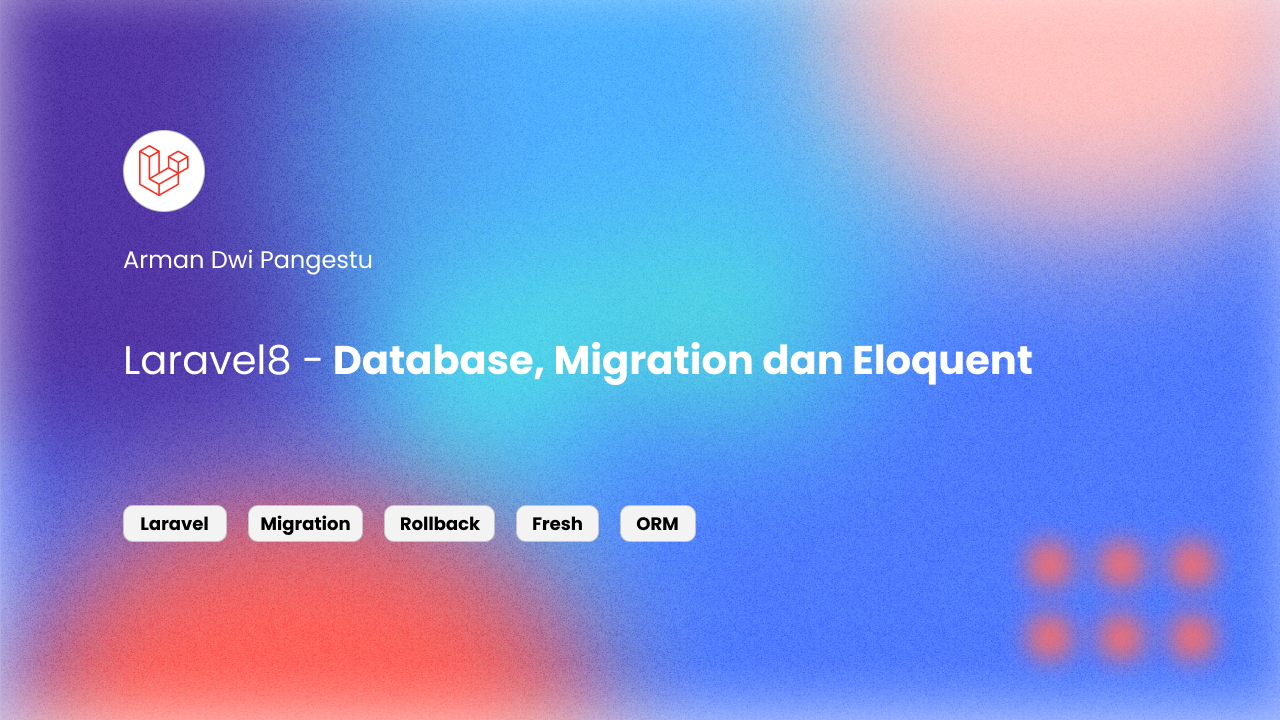 Arman Dwi Pangestu
Laravel8 - Database, Migration dan Eloquent
Laravel Migration Rollback Fresh ORM